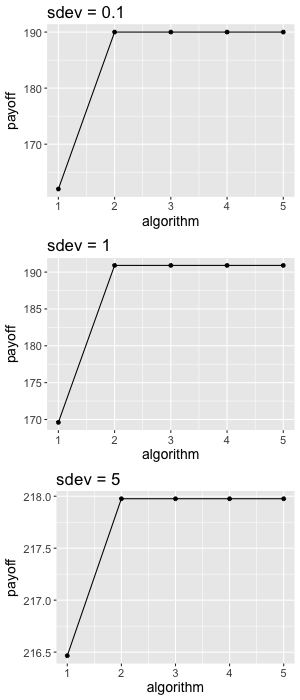 sdev = 0.1
190
180
170
payoff
1 2 3 4 5
algorithm
sdev = 1
190
185
180
175
170
payoff
1 2 3 4 5
algorithm
sdev = 5
218.0
217.5
217.0
216.5
payoff
1 2 3 4 5
algorithm